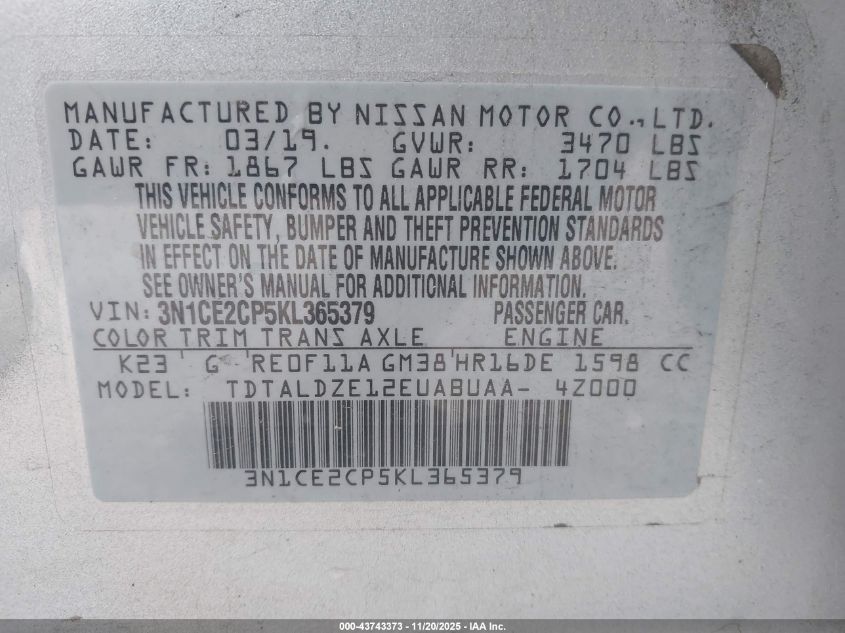 MANUFACTURED BY NISSAN MOTOR CO., LTD.
DATE: 03/19. GVWR: 3470 LBS
GAWR FR: 1867 LBS GAWR RR: 1704 LBS
THIS VEHICLE CONFORMS TO ALL APPLICABLE FEDERAL MOTOR
VEHICLE SAFETY, BUMPER AND THEFT PREVENTION STANDARDS
IN EFFECT ON THE DATE OF MANUFACTURE SHOWN ABOVE.
SEE OWNER'S MANUAL FOR ADDITIONAL INFORMATION.
VIN: 3N1CE2CP5KL365379 PASSENGER CAR.
COLOR TRIM TRANS AXLE ENGINE
K23 G RE0F11A GM38 HR16DE 1598 CC
MODEL: TDTALDZE12EUABUAA- 4Z000
3N1CE2CP5KL365379
000-43743373 - 11/20/2025 - IAA Inc.